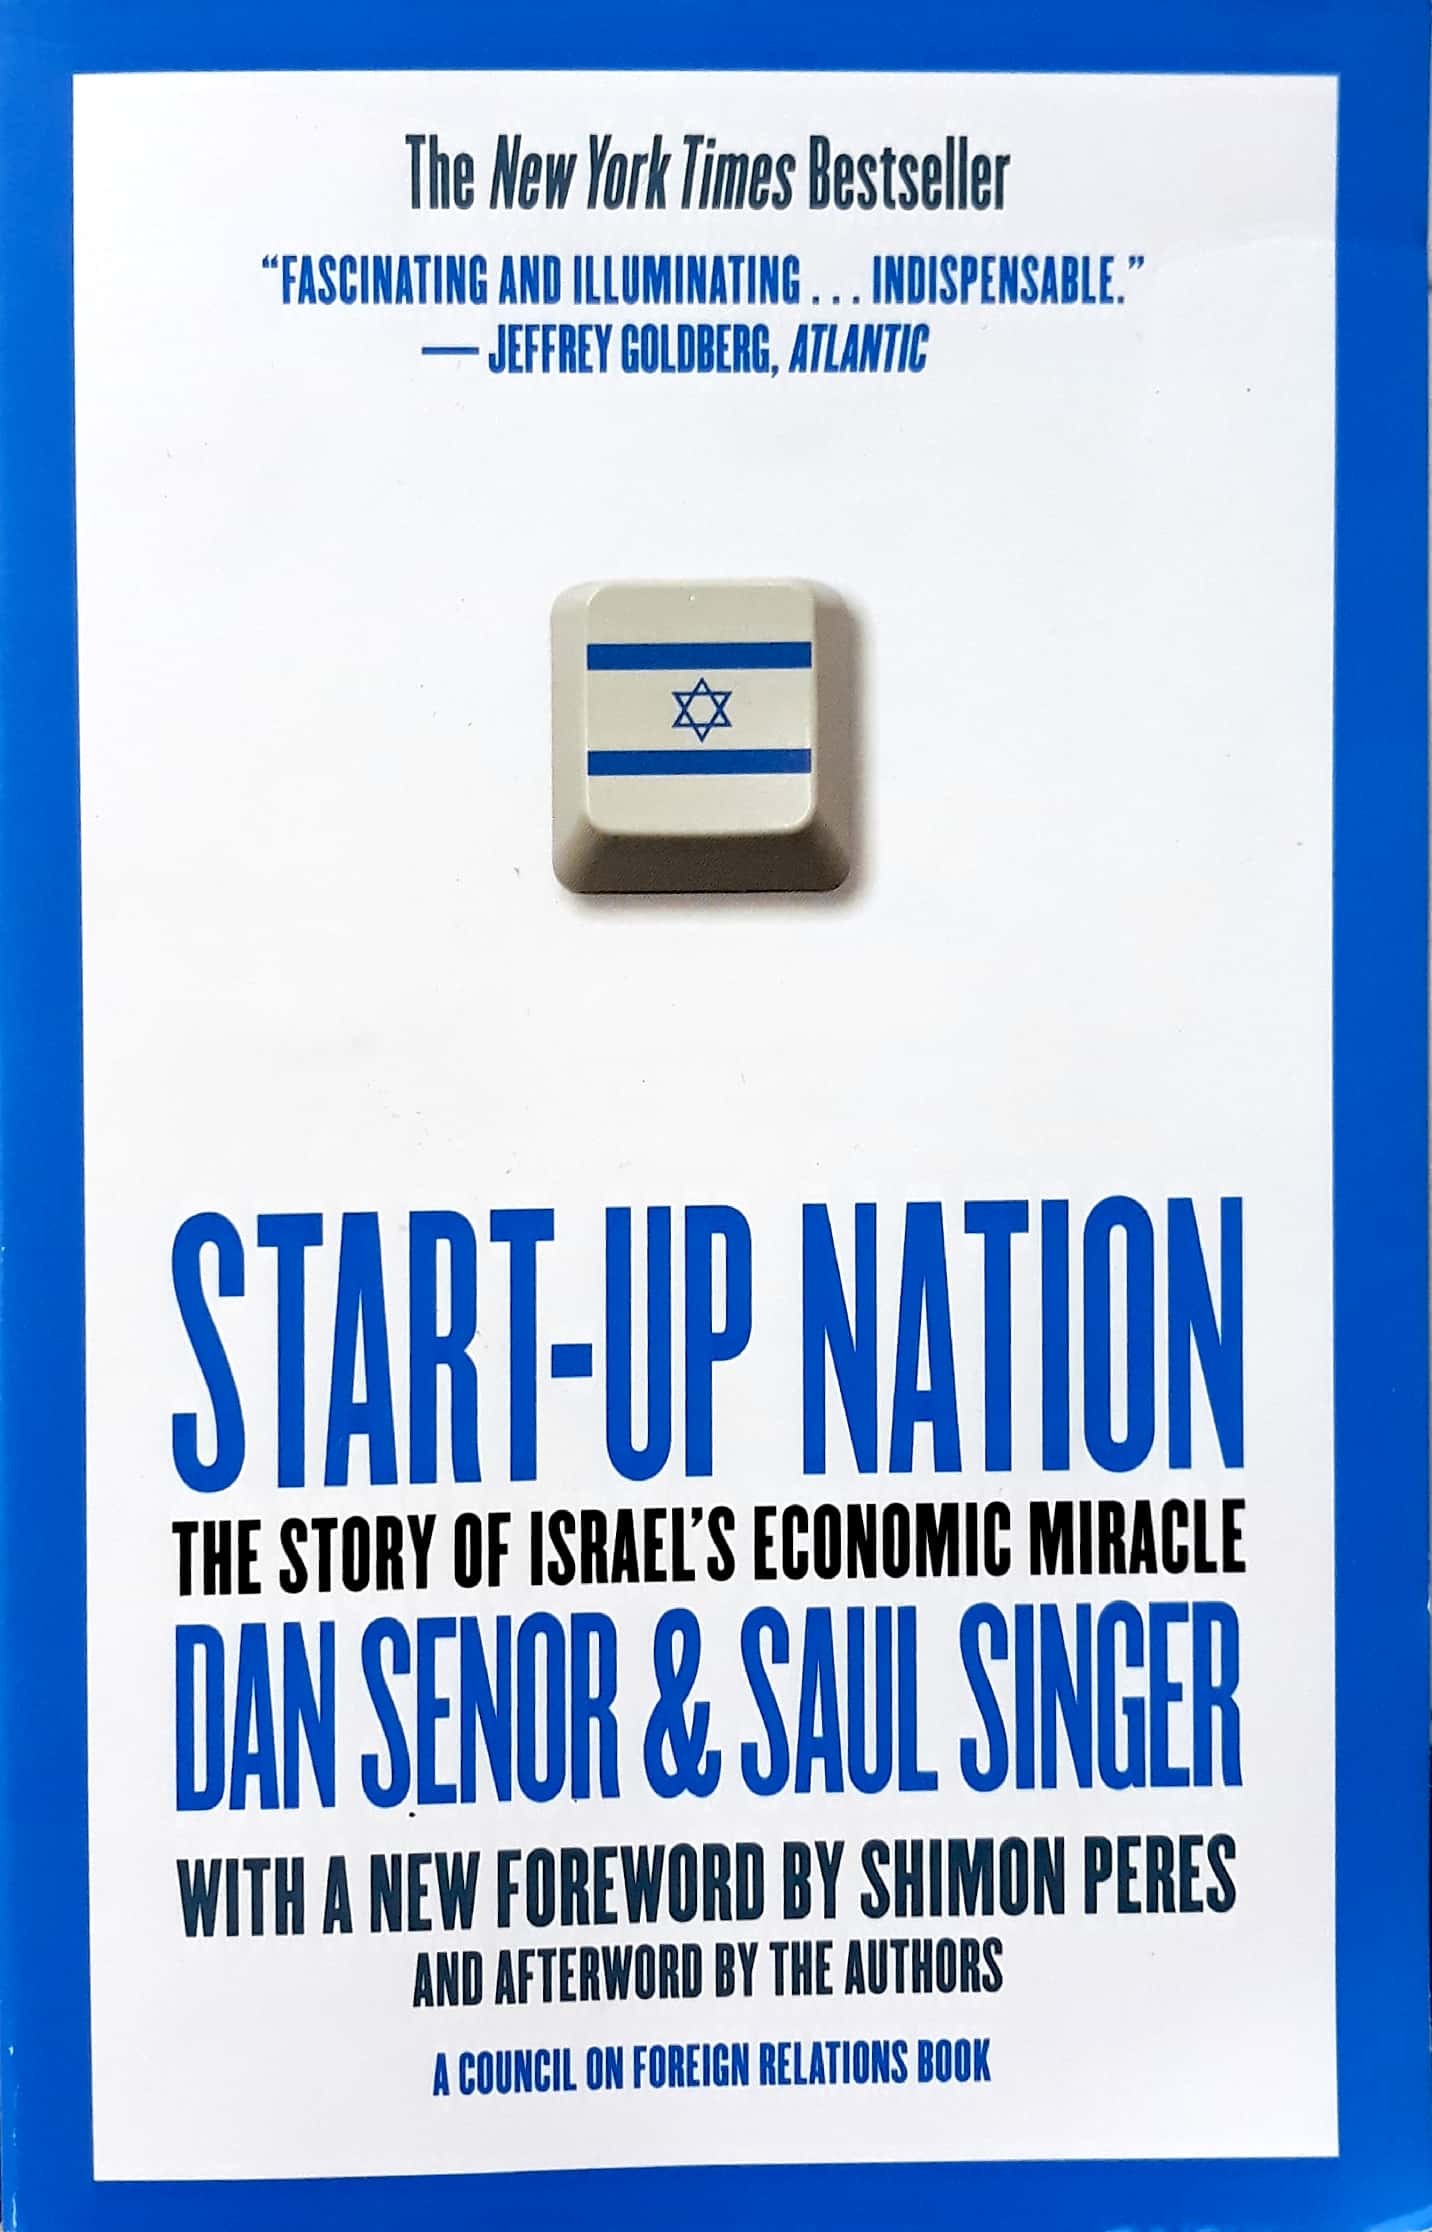 The New York Times Bestseller
“FASCINATING AND ILLUMINATING . . . INDISPENSABLE.”
— JEFFREY GOLDBERG, ATLANTIC
START-UP NATION
THE STORY OF ISRAEL’S ECONOMIC MIRACLE
DAN SENOR & SAUL SINGER
WITH A NEW FOREWORD BY SHIMON PERES
AND AFTERWORD BY THE AUTHORS
A COUNCIL ON FOREIGN RELATIONS BOOK